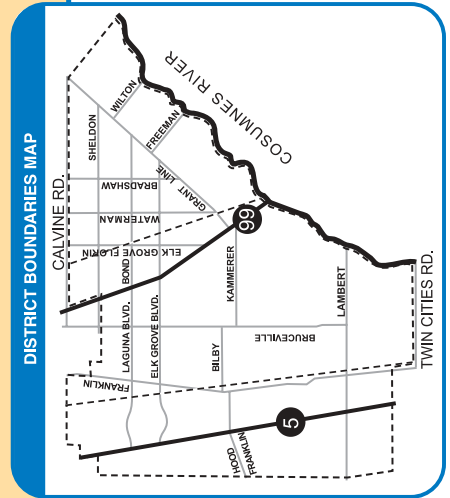 DISTRICT BOUNDARIES MAP
CALVINE RD.
COSUMNES RIVER
TWIN CITIES RD.
WILTON
FREEMAN
SHELDON
GRANT LINE
BRADSHAW
WATERMAN
99
ELK GROVE FLORIN
BOND
LAGUNA BLVD.
ELK GROVE BLVD.
KAMMERER
LAMBERT
BILBY
BRUCEVILLE
FRANKLIN
5
HOOD
FRANKLIN